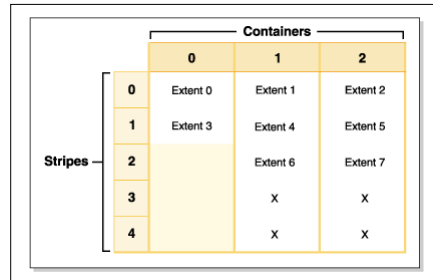 Containers
0 1 2
0 Extent 0 Extent 1 Extent 2
1 Extent 3 Extent 4 Extent 5
Stripes 2 Extent 6 Extent 7
3 X X
4 X X